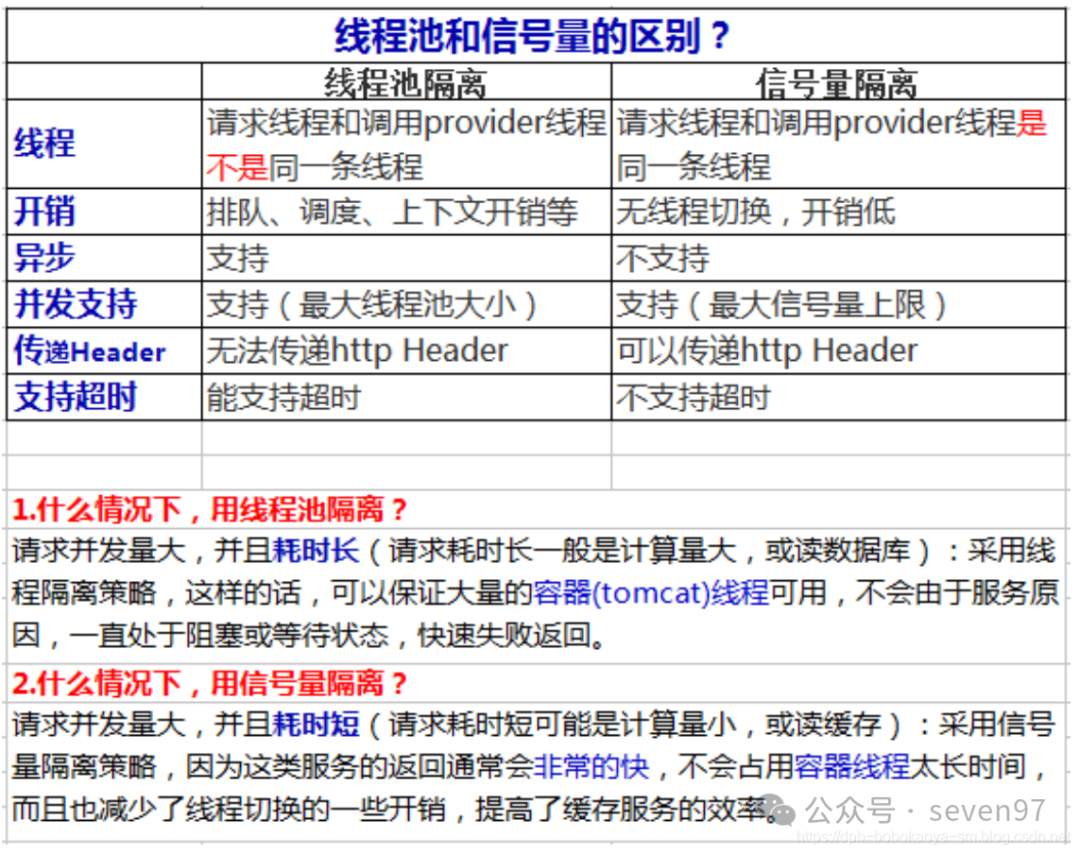 线程池和信号量的区别？
线程池隔离 信号量隔离
线程 请求线程和调用provider线程 请求线程和调用provider线程是
不是同一条线程 同一条线程
开销 排队、调度、上下文开销等 无线程切换，开销低
异步 支持 不支持
并发支持 支持（最大线程池大小） 支持（最大信号量上限）
传递Header 无法传递http Header 可以传递http Header
支持超时 能支持超时 不支持超时
1.什么情况下，用线程池隔离？
请求并发量大，并且耗时长（请求耗时长一般是计算量大，或读数据库）：采用线
程隔离策略，这样的话，可以保证大量的容器(tomcat)线程可用，不会由于服务原
因，一直处于阻塞或等待状态，快速失败返回。
2.什么情况下，用信号量隔离？
请求并发量大，并且耗时短（请求耗时短可能是计算量小，或读缓存）：采用信号
量隔离策略，因为这类服务的返回通常会非常的快，不会占用容器线程太长时间，
而且也减少了线程切换的一些开销，提高了缓存服务的效率。
公众号 · seven97
https://dpb-bobokaoya-sm.blog.csdn.net